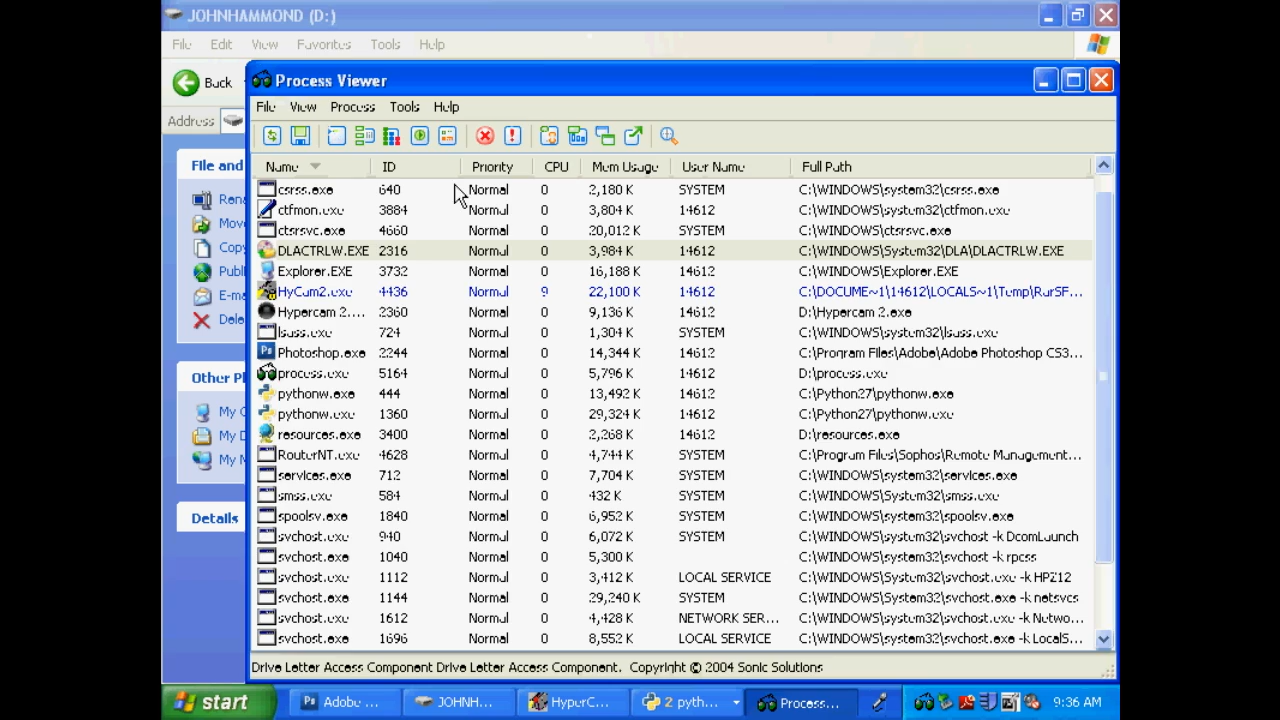 JOHNHAMMOND (D:)
File Edit View Favorites Tools Help
Back
Process Viewer
Address
File View Process Tools Help
File and
Name ID Priority CPU Mem Usage User Name Full Path
csrss.exe 640 Normal 0 2,180 K SYSTEM C:\WINDOWS\system32\csrss.exe
Rena
ctfmon.exe 3884 Normal 0 3,804 K 14612 C:\WINDOWS\system32\ctfmon.exe
Mov
ctsrsvc.exe 4660 Normal 0 20,012 K SYSTEM C:\WINDOWS\system32\ctsrsvc.exe
Copy
DLACTRLW.EXE 2316 Normal 0 3,984 K 14612 C:\WINDOWS\System32\DLA\DLACTRLW.EXE
Publ
Explorer.EXE 3732 Normal 0 16,188 K 14612 C:\WINDOWS\Explorer.EXE
E-ma
HyCam2.exe 4436 Normal 9 22,100 K 14612 C:\DOCUME~1\14612\LOCALS~1\Temp\RarSF...
Hypercam 2.... 2360 Normal 0 9,136 K 14612 D:\Hypercam 2.exe
Dele
lsass.exe 724 Normal 0 1,304 K SYSTEM C:\WINDOWS\system32\lsass.exe
Photoshop.exe 2244 Normal 0 14,344 K 14612 C:\Program Files\Adobe\Adobe Photoshop CS3...
process.exe 5164 Normal 0 5,796 K 14612 D:\process.exe
Other Pl
pythonw.exe 444 Normal 0 13,492 K 14612 C:\Python27\pythonw.exe
My C
pythonw.exe 1360 Normal 0 29,324 K 14612 C:\Python27\pythonw.exe
My D
resources.exe 3400 Normal 0 2,268 K 14612 D:\resources.exe
My N
RouterNT.exe 4628 Normal 0 4,744 K SYSTEM C:\Program Files\Sophos\Remote Management...
services.exe 712 Normal 0 7,704 K SYSTEM C:\WINDOWS\system32\services.exe
smss.exe 584 Normal 0 432 K SYSTEM C:\WINDOWS\System32\smss.exe
Details
spoolsv.exe 1840 Normal 0 6,952 K SYSTEM C:\WINDOWS\system32\spoolsv.exe
svchost.exe 940 Normal 0 6,072 K SYSTEM C:\WINDOWS\system32\svchost -k DcomLaunch
svchost.exe 1040 Normal 0 5,300 K C:\WINDOWS\system32\svchost -k rpcss
svchost.exe 1112 Normal 0 3,412 K LOCAL SERVICE C:\WINDOWS\System32\svchost.exe -k HPZ12
svchost.exe 1144 Normal 0 29,240 K SYSTEM C:\WINDOWS\System32\svchost.exe -k netsvcs
svchost.exe 1612 Normal 0 4,428 K NETWORK SER... C:\WINDOWS\system32\svchost.exe -k Netwo...
svchost.exe 1696 Normal 0 8,552 K LOCAL SERVICE C:\WINDOWS\system32\svchost.exe -k LocalS...
Drive Letter Access Component Drive Letter Access Component. Copyright © 2004 Sonic Solutions
start Adobe ... JOHNH... HyperC... 2 pyth... Process... 9:36 AM